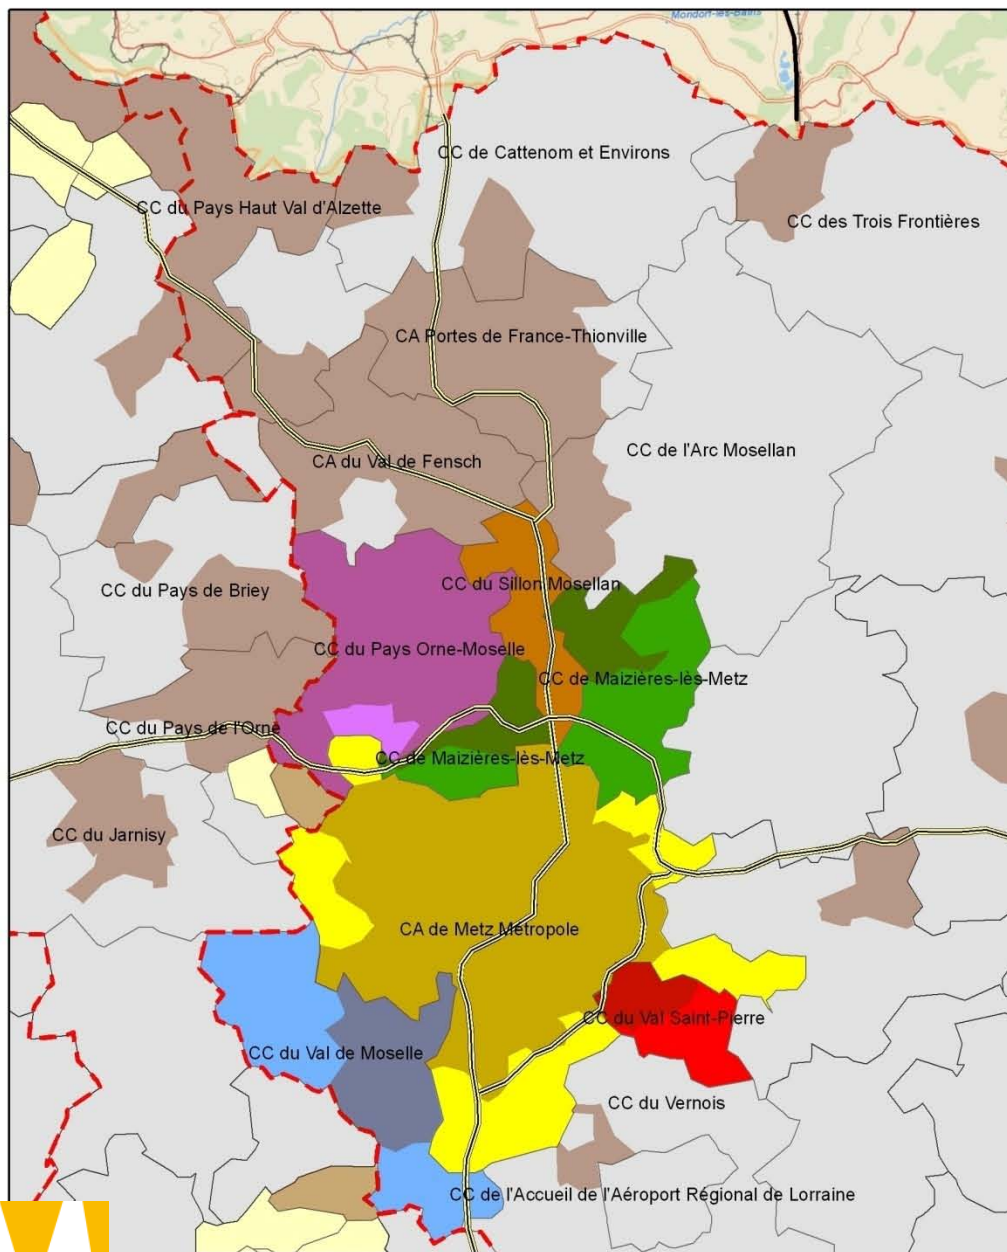 Mondorf-les-Bains
CC de Cattenom et Environs
CC du Pays Haut Val d'Alzette
CC des Trois Frontières
CA Portes de France-Thionville
CC de l'Arc Mosellan
CA du Val de Fensch
CC du Sillon Mosellan
CC du Pays de Briey
CC du Pays Orne-Moselle
CC de Maizières-lès-Metz
CC du Pays de l'Orne
CC de Maizières-lès-Metz
CC du Jarnisy
CA de Metz Métropole
CC du Val Saint-Pierre
CC du Val de Moselle
CC du Vernois
CC de l'Accueil de l'Aéroport Régional de Lorraine